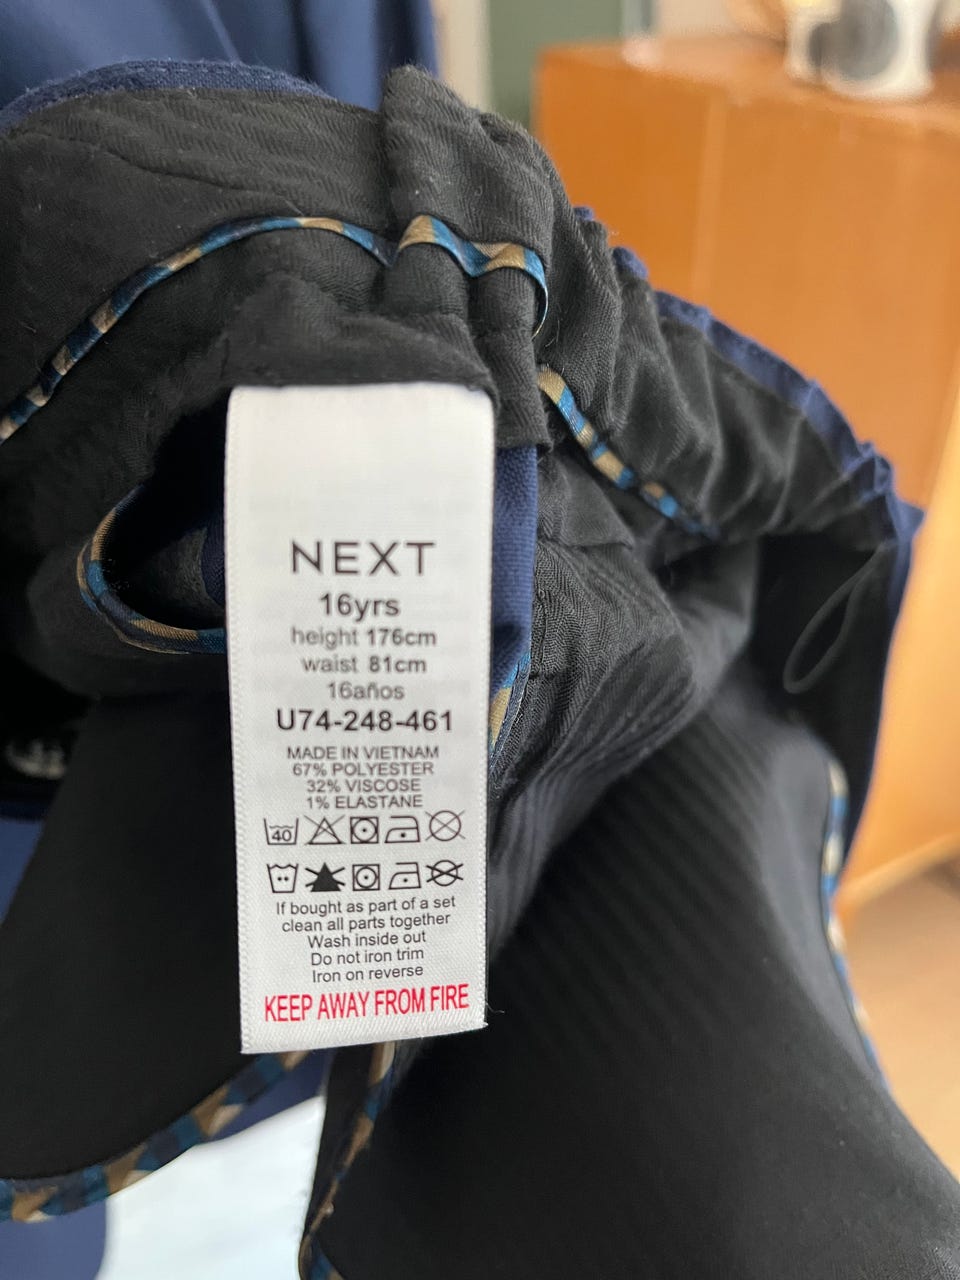 NEXT
16yrs
height 176cm
waist 81cm
16años
U74-248-461
MADE IN VIETNAM
67% POLYESTER
32% VISCOSE
1% ELASTANE
40
If bought as part of a set
clean all parts together
Wash inside out
Do not iron trim
Iron on reverse
KEEP AWAY FROM FIRE